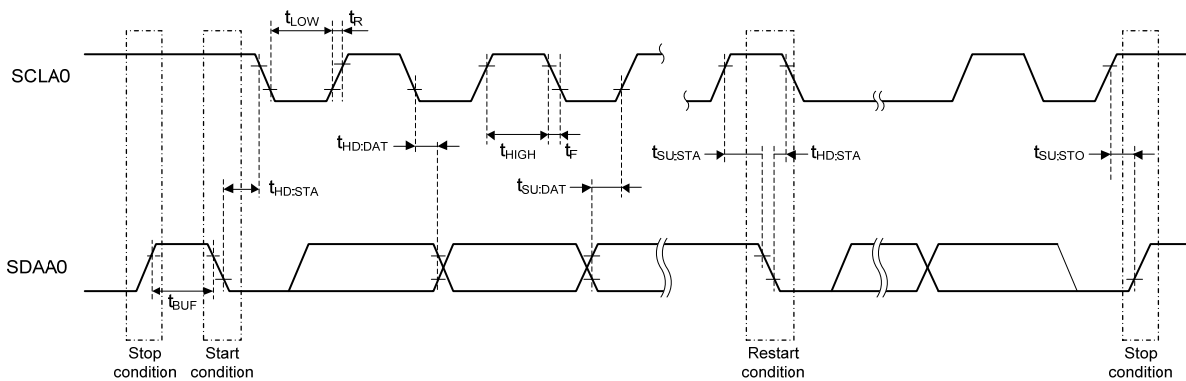 tLOW
tR
SCLA0
tHD:DAT
tHIGH
tF
tSU:STA
tHD:STA
tSU:STO
tHD:STA
tSU:DAT
SDAA0
tBUF
Stop
condition
Start
condition
Restart
condition
Stop
condition